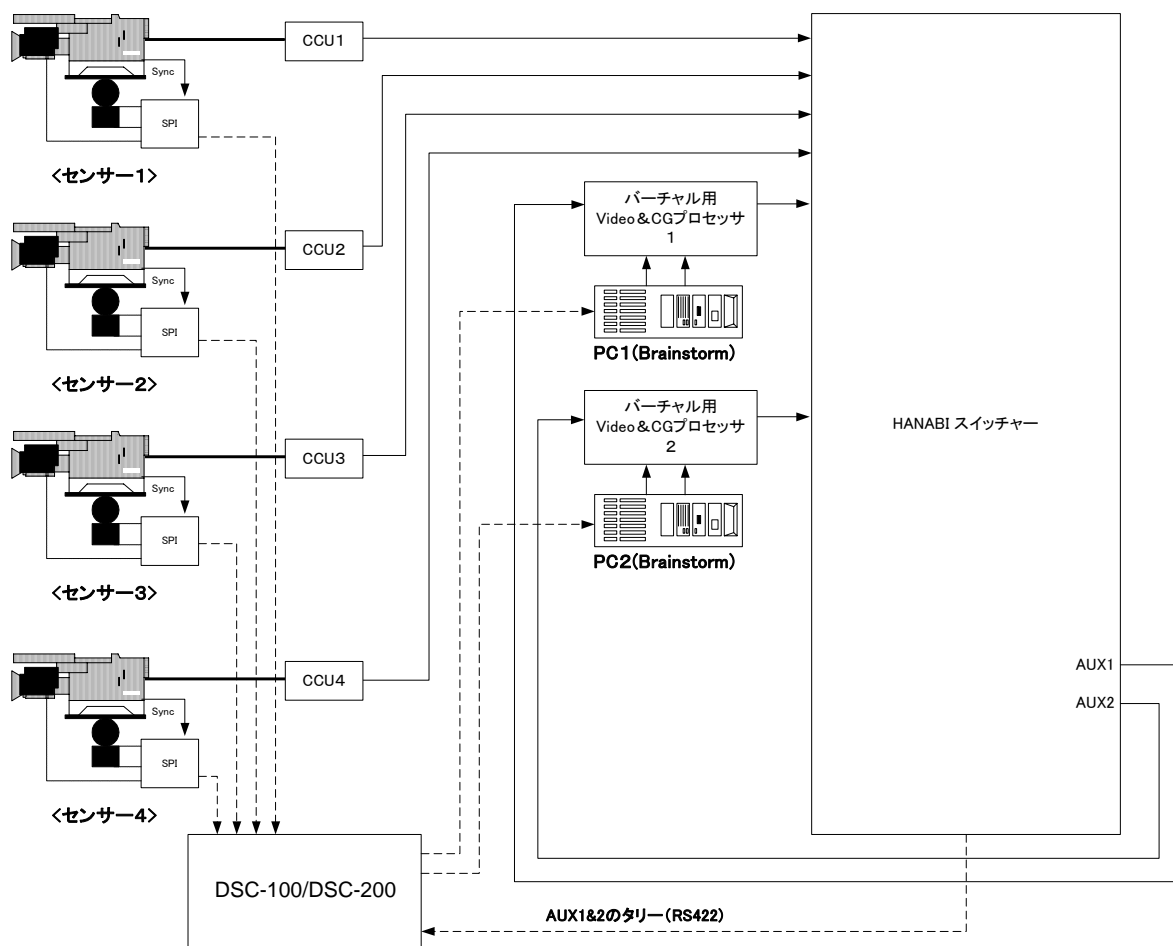 CCU1
Sync
SPI
<センサー1>
CCU2
Sync
SPI
<センサー2>
CCU3
Sync
SPI
<センサー3>
CCU4
Sync
SPI
<センサー4>
バーチャル用
Video&CGプロセッサ
1
PC1(Brainstorm)
バーチャル用
Video&CGプロセッサ
2
PC2(Brainstorm)
HANABI スイッチャー
AUX1
AUX2
DSC-100/DSC-200
AUX1&2のタリー(RS422)